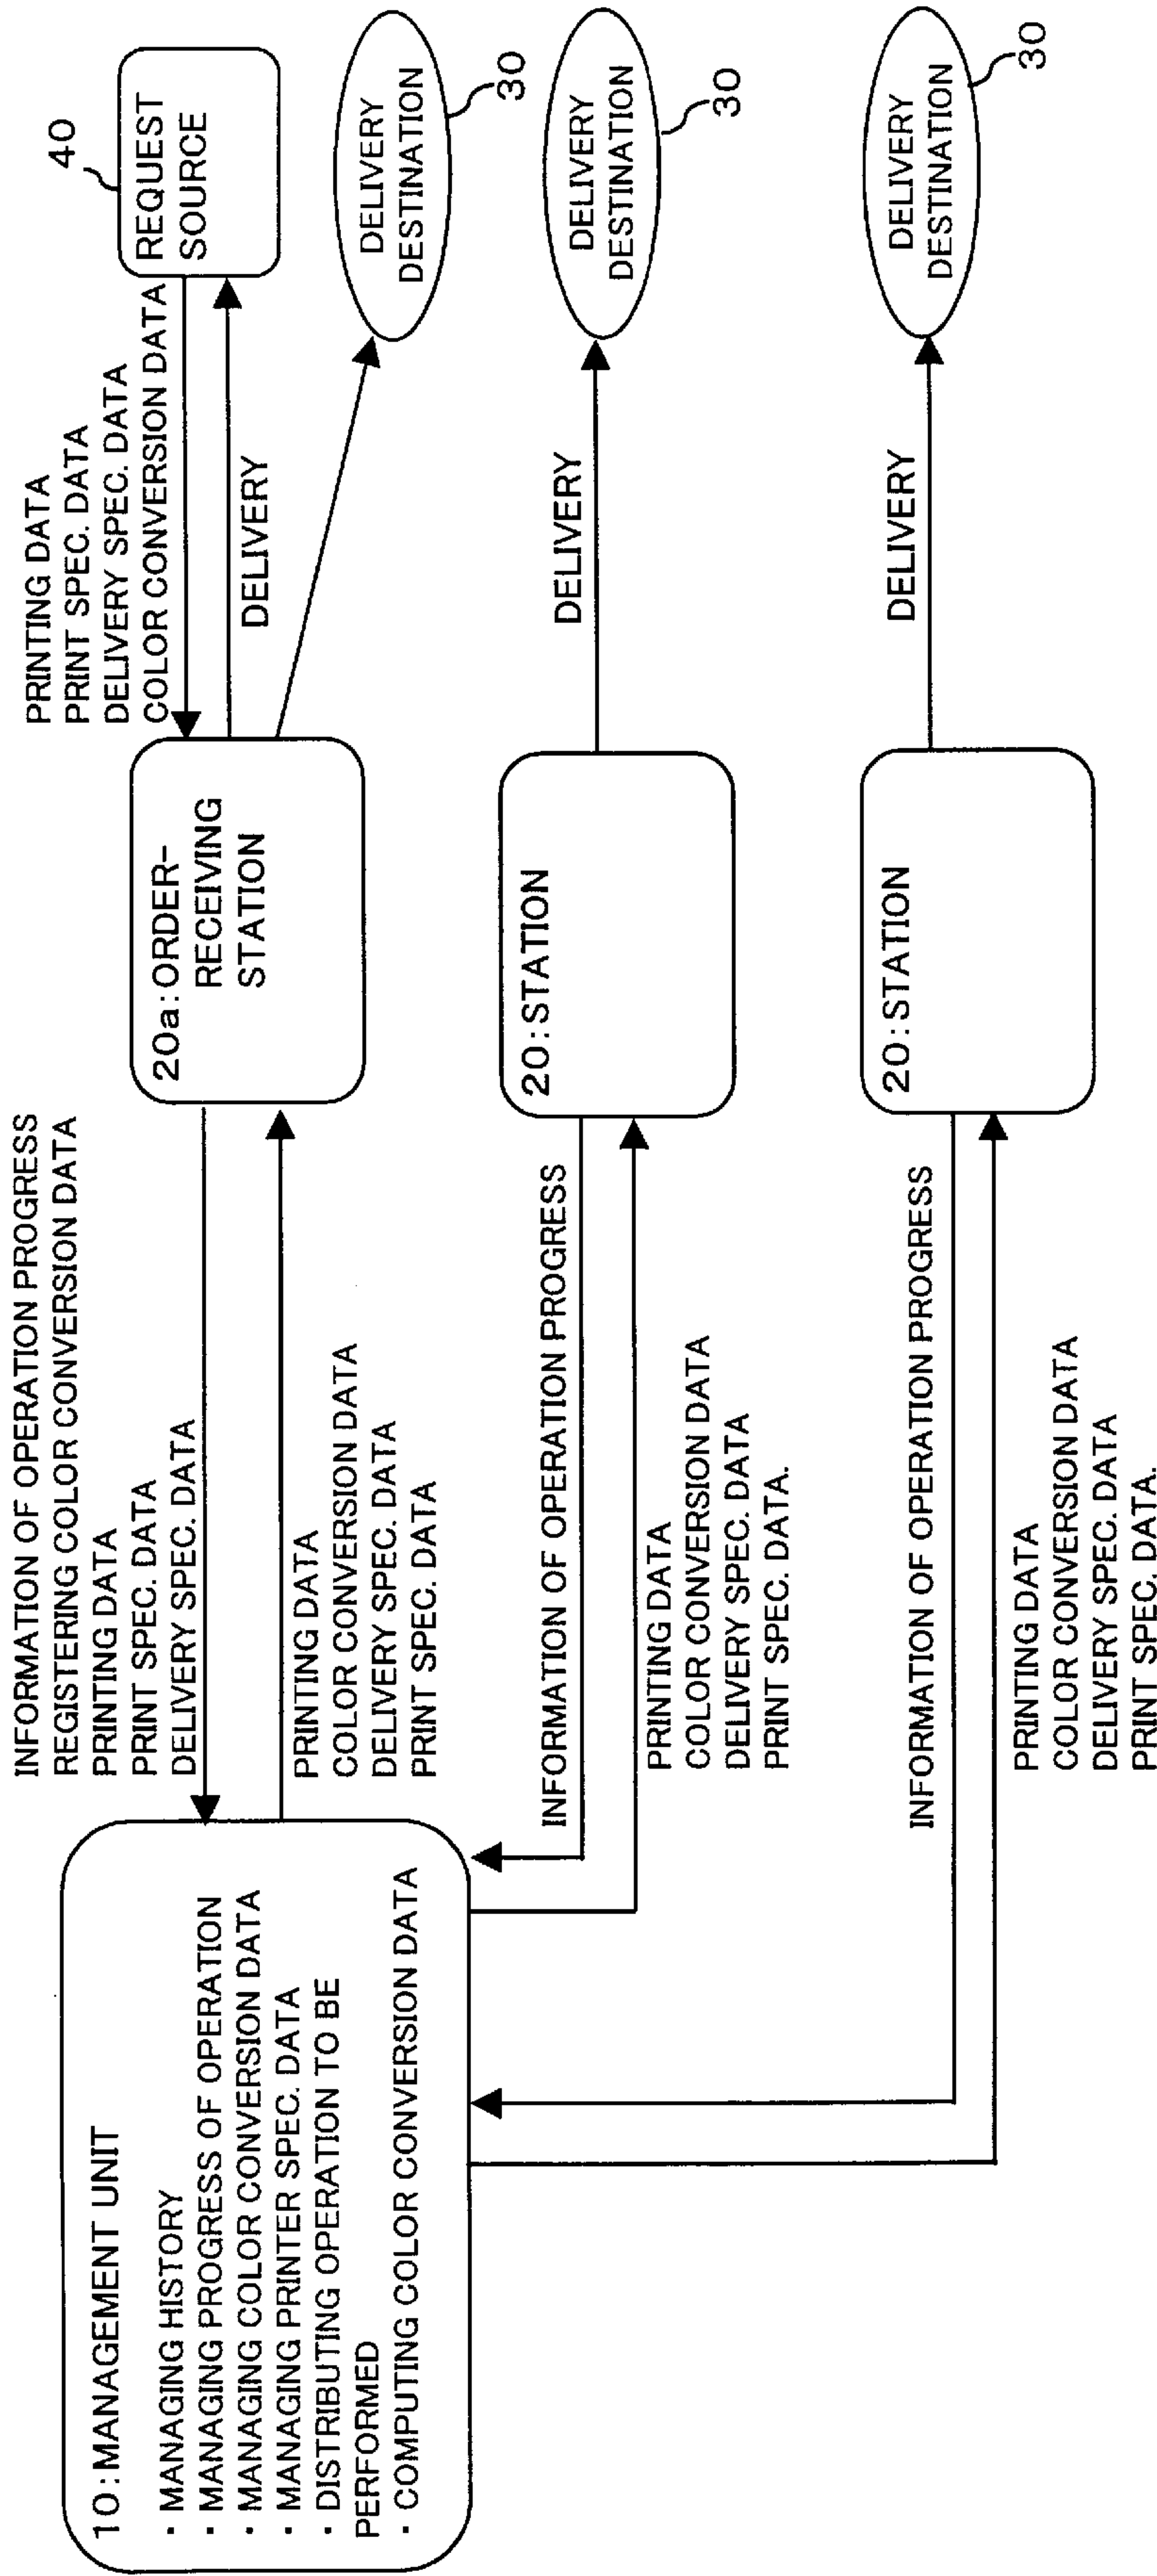 10:MANAGEMENT UNIT
· MANAGING HISTORY
· MANAGING PROGRESS OF OPERATION
· MANAGING COLOR CONVERSION DATA
· MANAGING PRINTER SPEC. DATA
· DISTRIBUTING OPERATION TO BE
PERFORMED
· COMPUTING COLOR CONVERSION DATA
INFORMATION OF OPERATION PROGRESS
REGISTERING COLOR CONVERSION DATA
PRINTING DATA
PRINT SPEC. DATA
DELIVERY SPEC. DATA
PRINTING DATA
COLOR CONVERSION DATA
DELIVERY SPEC. DATA
PRINT SPEC. DATA
20a:ORDER-
RECEIVING
STATION
PRINTING DATA
PRINT SPEC. DATA
DELIVERY SPEC. DATA
COLOR CONVERSION DATA
DELIVERY
40
REQUEST
SOURCE
DELIVERY
DESTINATION
30
INFORMATION OF OPERATION PROGRESS
PRINTING DATA
COLOR CONVERSION DATA
DELIVERY SPEC. DATA
PRINT SPEC. DATA.
20:STATION
DELIVERY
DELIVERY
DESTINATION
30
INFORMATION OF OPERATION PROGRESS
PRINTING DATA
COLOR CONVERSION DATA
DELIVERY SPEC. DATA
PRINT SPEC. DATA.
20:STATION
DELIVERY
DELIVERY
DESTINATION
30